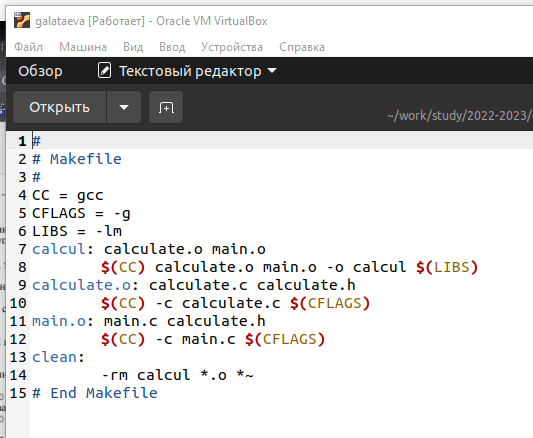 galataeva [Работает] - Oracle VM VirtualBox
Файл Машина Вид Ввод Устройства Справка
Обзор Текстовый редактор
Открыть
~/work/study/2022-2023/
1 #
2 # Makefile
3 #
4 CC = gcc
5 CFLAGS = -g
6 LIBS = -lm
7 calcul: calculate.o main.o
8 $(CC) calculate.o main.o -o calcul $(LIBS)
9 calculate.o: calculate.c calculate.h
10 $(CC) -c calculate.c $(CFLAGS)
11 main.o: main.c calculate.h
12 $(CC) -c main.c $(CFLAGS)
13 clean:
14 -rm calcul *.o *~
15 # End Makefile